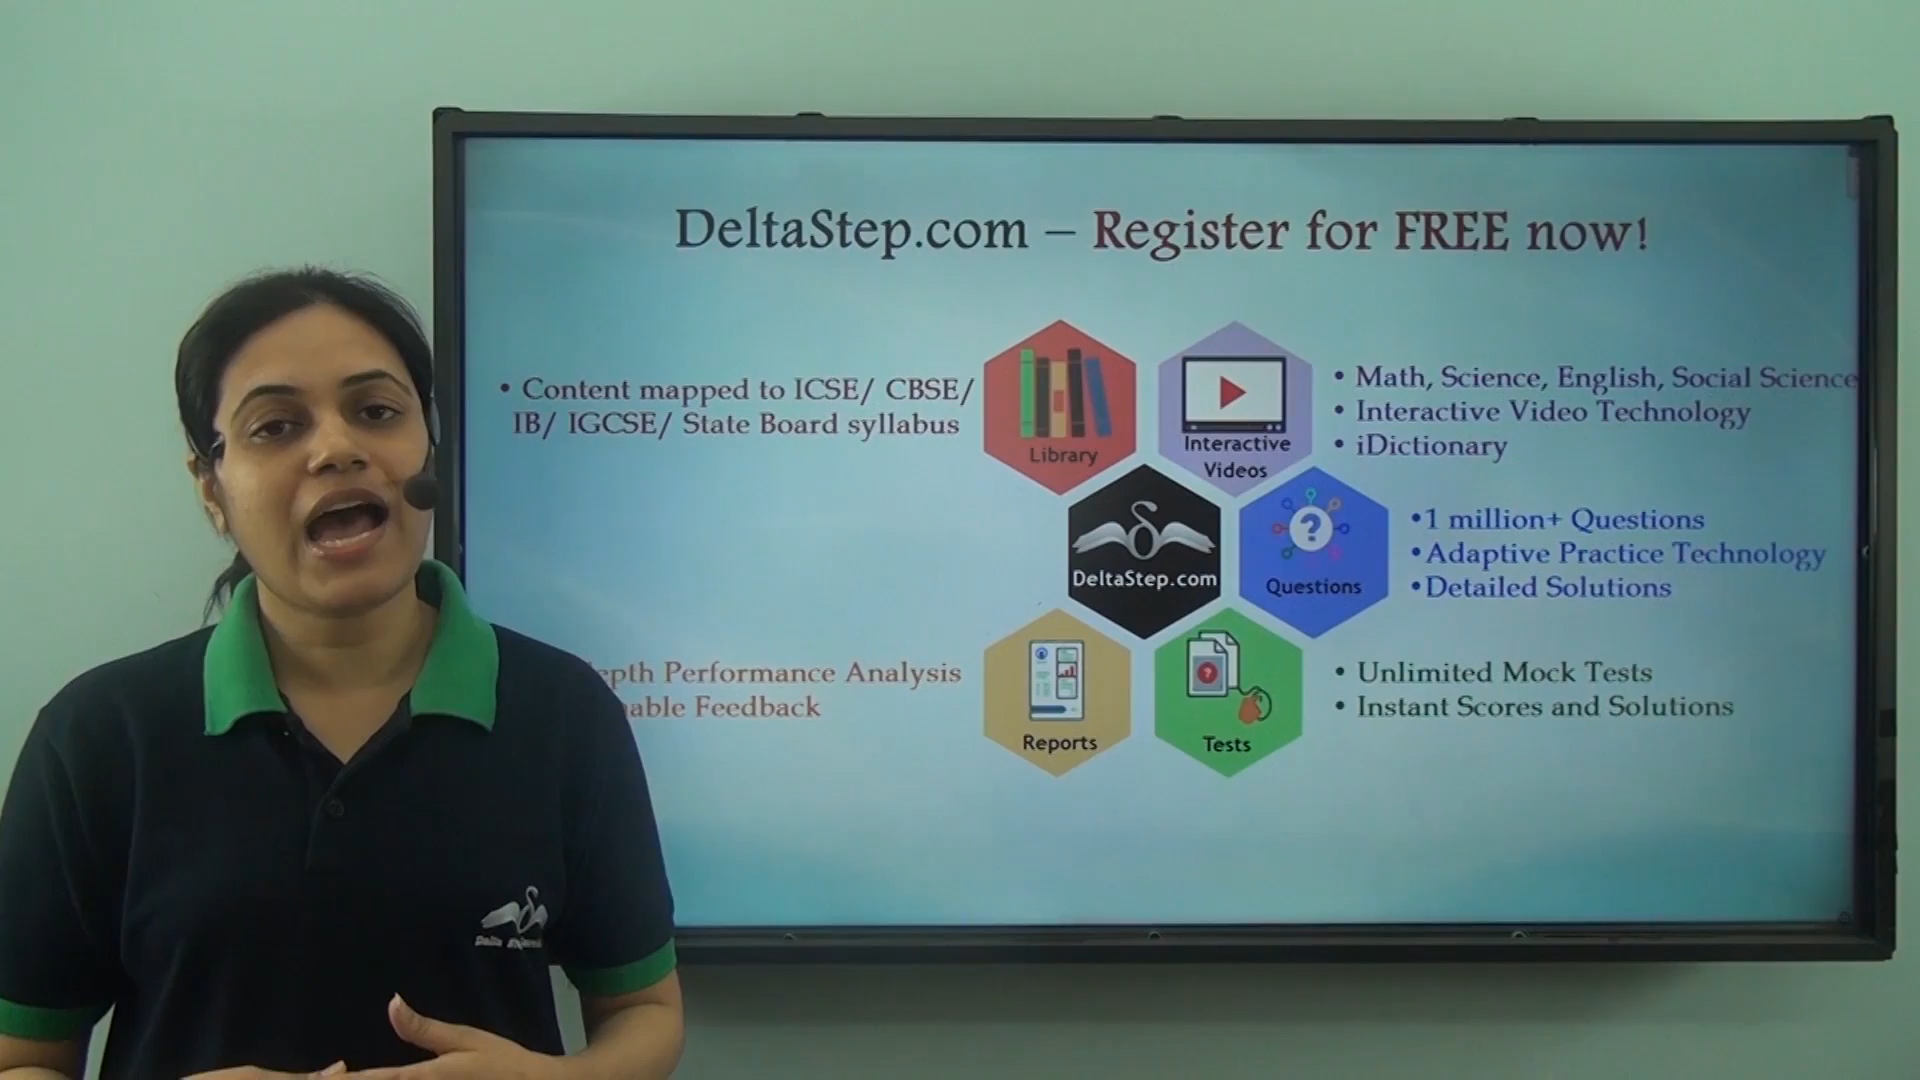 DeltaStep.com – Register for FREE now!
• Content mapped to ICSE/ CBSE/
IB/ IGCSE/ State Board syllabus
Library
Interactive
Videos
• Math, Science, English, Social Science
• Interactive Video Technology
• iDictionary
DeltaStep.com
Questions
•1 million+ Questions
•Adaptive Practice Technology
•Detailed Solutions
Performance Analysis
Feedback
Reports
Tests
• Unlimited Mock Tests
• Instant Scores and Solutions
Delta